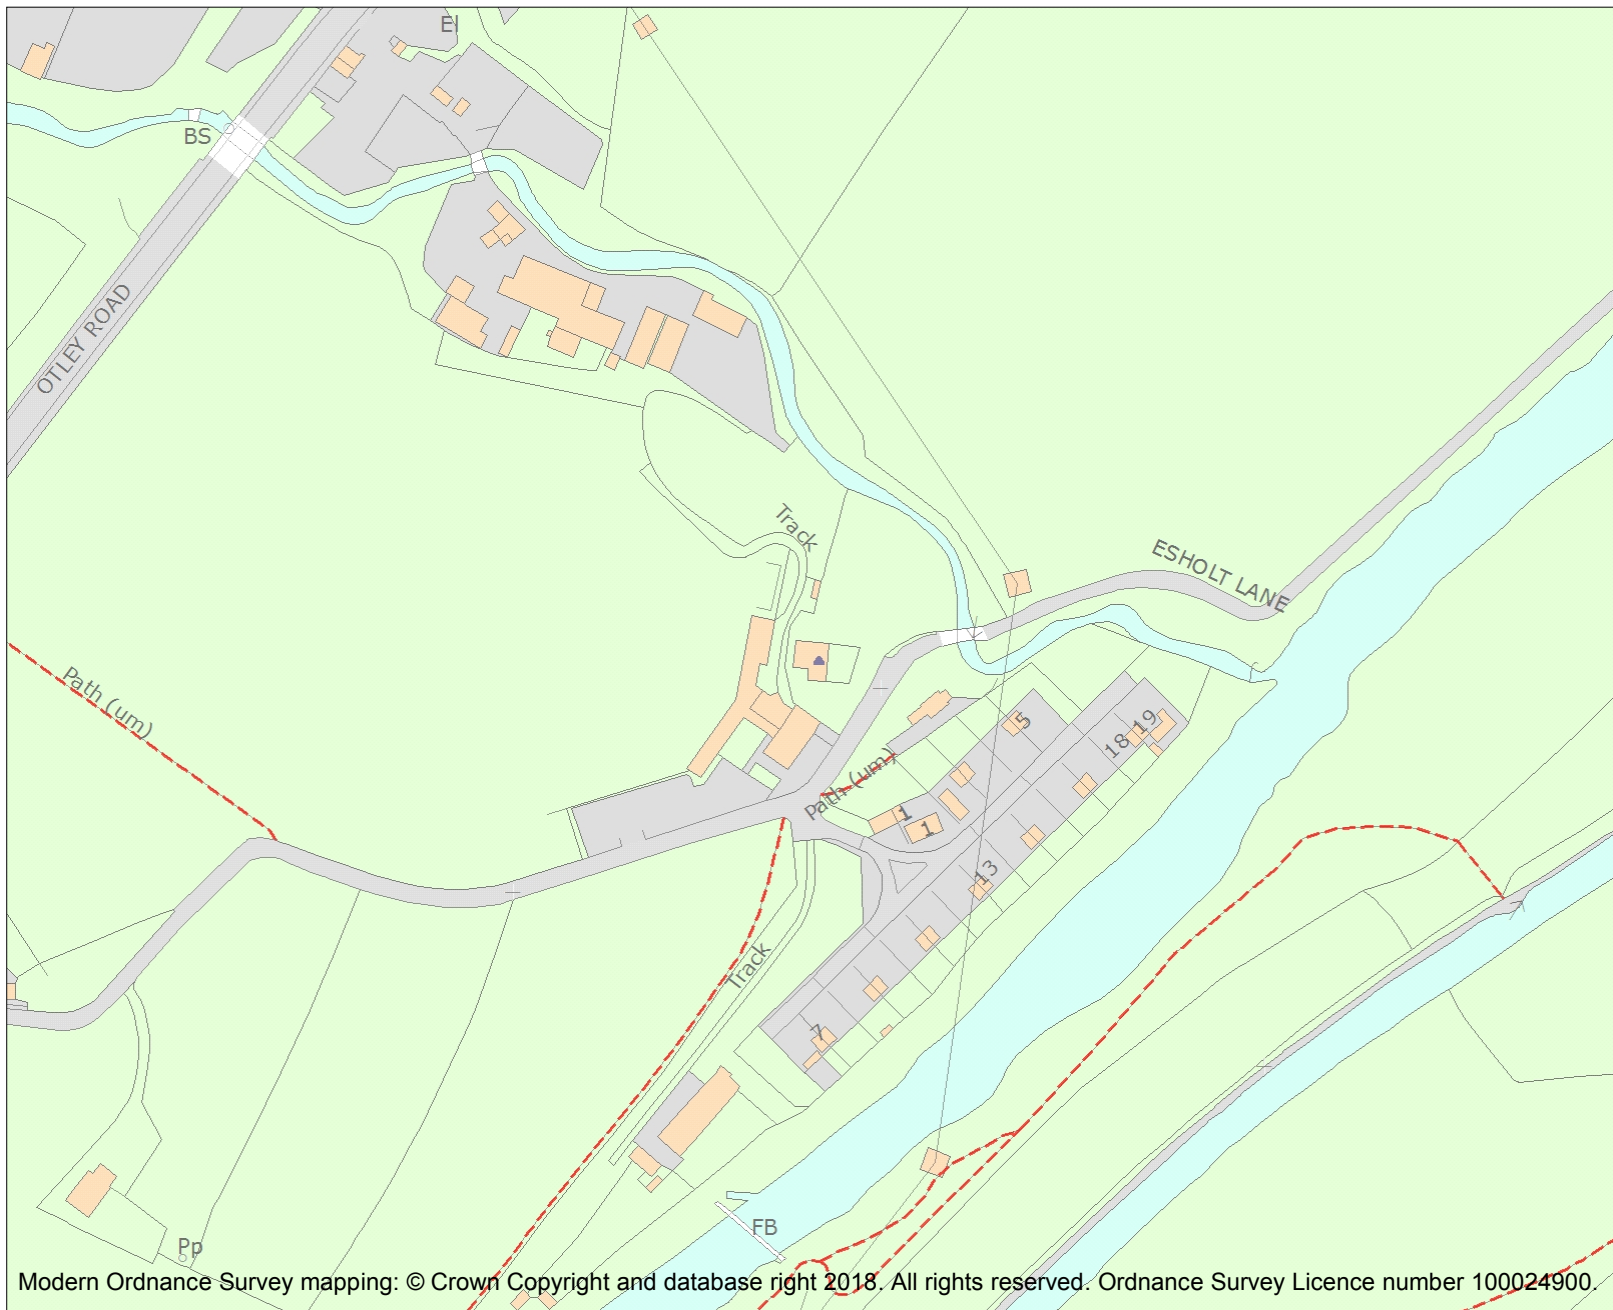 El
BS
OTLEY ROAD
Track
ESHOLT LANE
Path (um)
5
19
18
Path (um)
1
1
13
Track
7
FB
Pp
Modern Ordnance Survey mapping: © Crown Copyright and database right 2018. All rights reserved. Ordnance Survey Licence number 100024900.